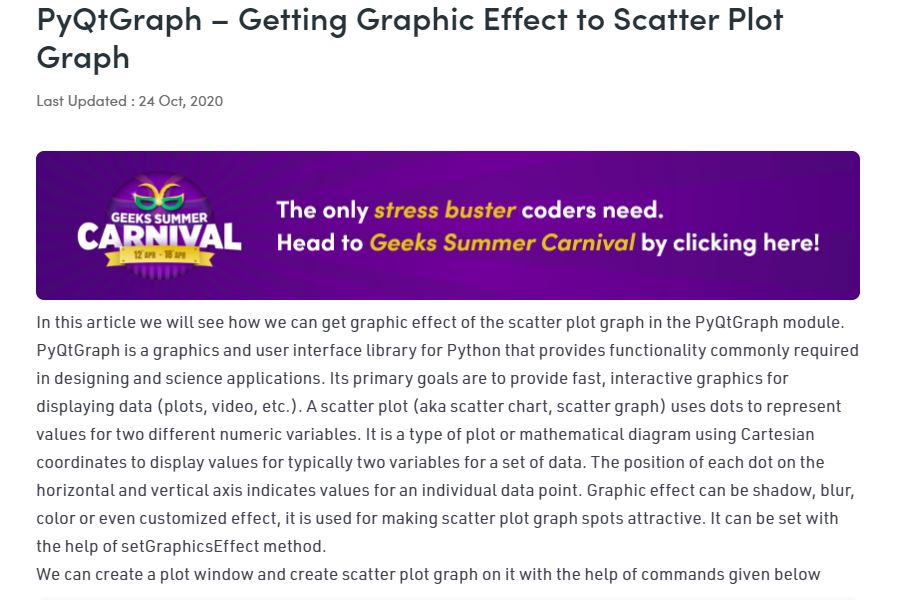 PyQtGraph – Getting Graphic Effect to Scatter Plot
Graph
Last Updated : 24 Oct, 2020
GEEKS SUMMER
CARNIVAL
12 APR - 18 APR
The only stress buster coders need.
Head to Geeks Summer Carnival by clicking here!
In this article we will see how we can get graphic effect of the scatter plot graph in the PyQtGraph module.
PyQtGraph is a graphics and user interface library for Python that provides functionality commonly required
in designing and science applications. Its primary goals are to provide fast, interactive graphics for
displaying data (plots, video, etc.). A scatter plot (aka scatter chart, scatter graph) uses dots to represent
values for two different numeric variables. It is a type of plot or mathematical diagram using Cartesian
coordinates to display values for typically two variables for a set of data. The position of each dot on the
horizontal and vertical axis indicates values for an individual data point. Graphic effect can be shadow, blur,
color or even customized effect, it is used for making scatter plot graph spots attractive. It can be set with
the help of setGraphicsEffect method.
We can create a plot window and create scatter plot graph on it with the help of commands given below